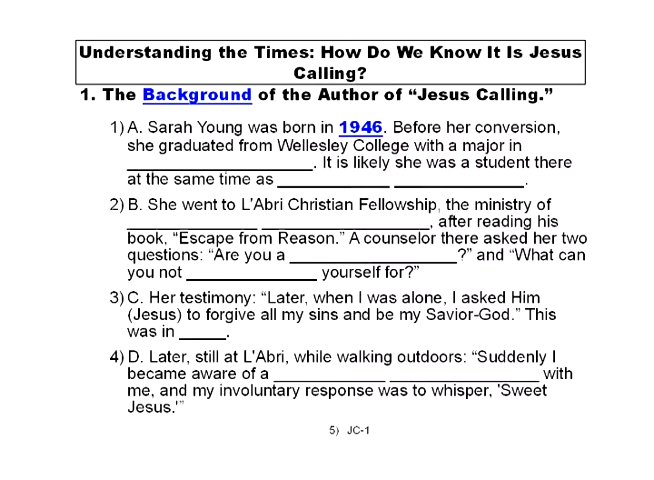 Understanding the Times: How Do We Know It Is Jesus
Calling?
1. The Background of the Author of “Jesus Calling.”
1) A. Sarah Young was born in 1946. Before her conversion,
she graduated from Wellesley College with a major in
____________________. It is likely she was a student there
at the same time as ____________ ______________.
2) B. She went to L'Abri Christian Fellowship, the ministry of
______________ __________________, after reading his
book, “Escape from Reason.” A counselor there asked her two
questions: “Are you a __________________?” and “What can
you not ______________ yourself for?”
3) C. Her testimony: “Later, when I was alone, I asked Him
(Jesus) to forgive all my sins and be my Savior-God.” This
was in _____.
4) D. Later, still at L'Abri, while walking outdoors: “Suddenly I
became aware of a ____________ ________________ with
me, and my involuntary response was to whisper, 'Sweet
Jesus.'”
5) JC-1